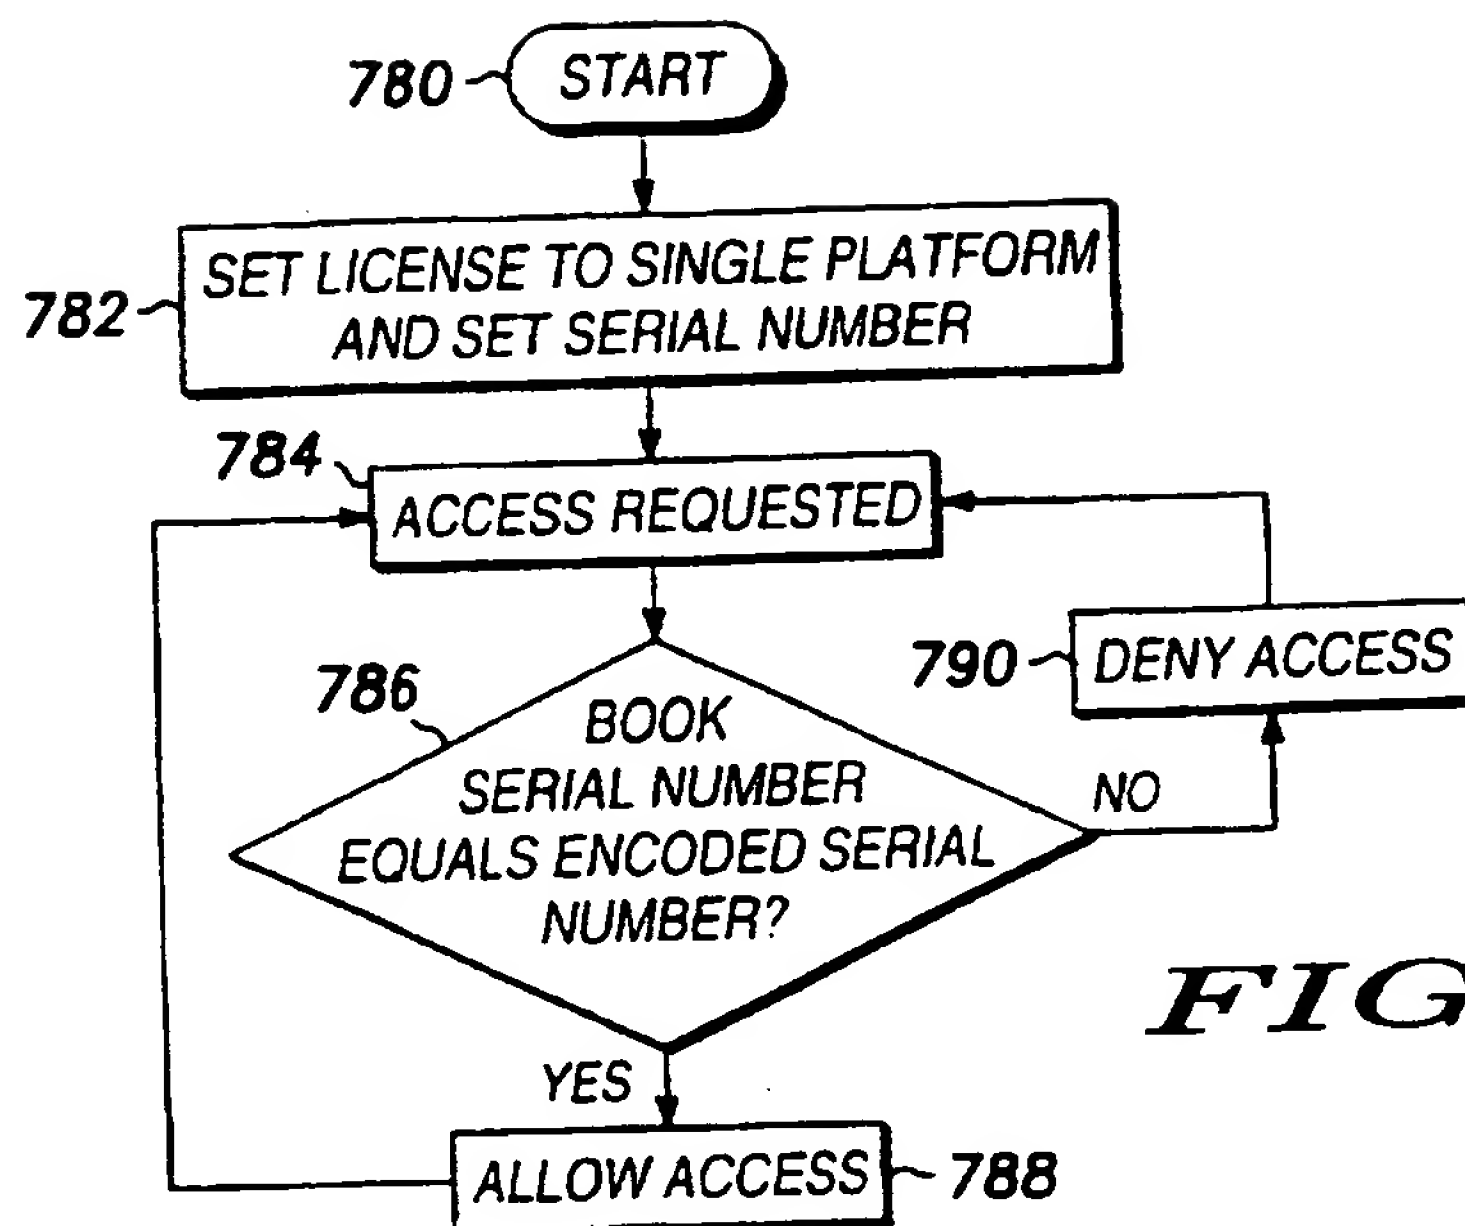 780
START
782
SET LICENSE TO SINGLE PLATFORM
AND SET SERIAL NUMBER
784
ACCESS REQUESTED
786
BOOK
SERIAL NUMBER
EQUALS ENCODED SERIAL
NUMBER?
790
DENY ACCESS
NO
FIG
YES
ALLOW ACCESS
788